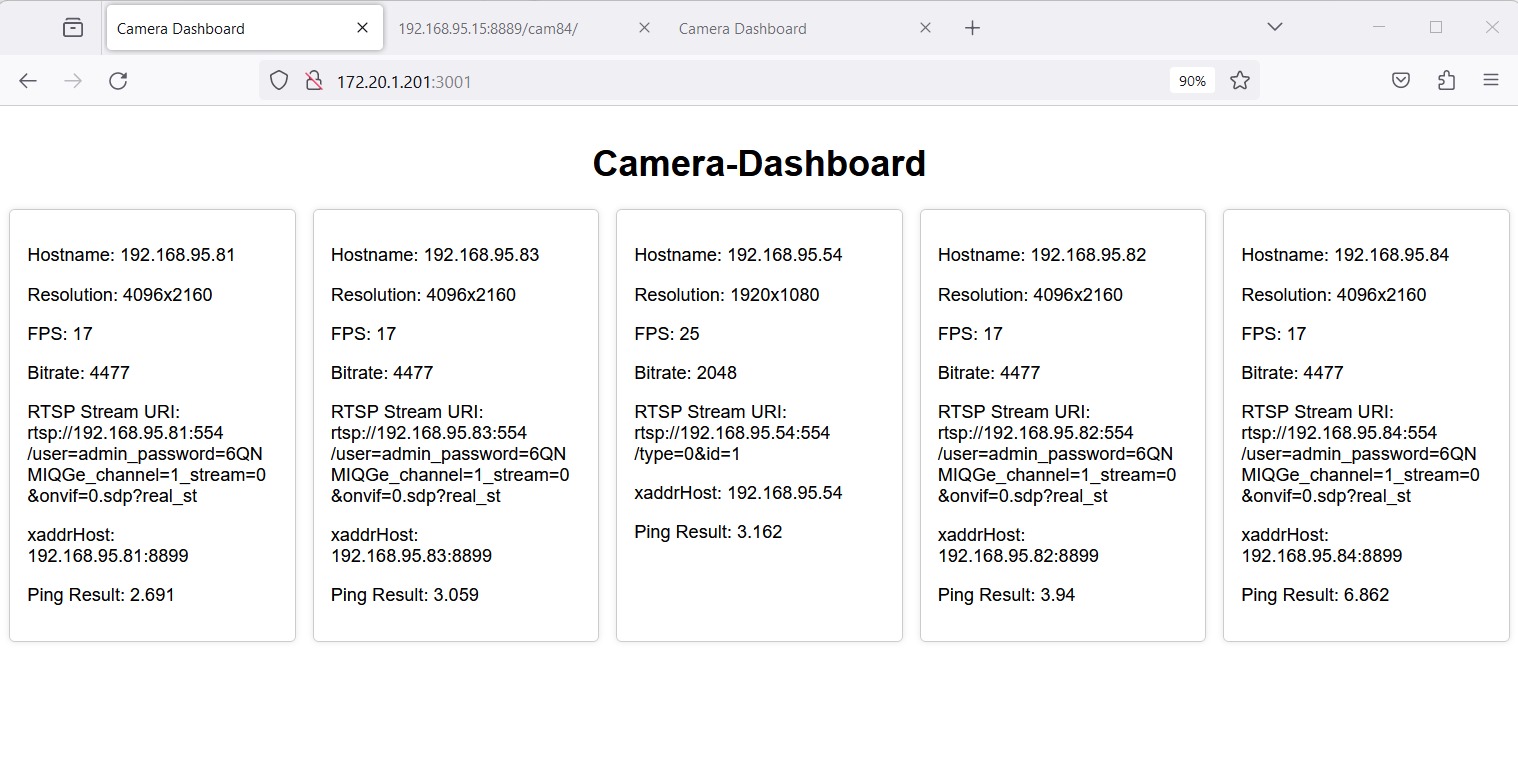 Camera Dashboard
192.168.95.15:8889/cam84/
Camera Dashboard
172.20.1.201:3001
90%
Camera-Dashboard
Hostname: 192.168.95.81
Resolution: 4096x2160
FPS: 17
Bitrate: 4477
RTSP Stream URI:
rtsp://192.168.95.81:554
/user=admin_password=6QN
MIQGe_channel=1_stream=0
&onvif=0.sdp?real_st
xaddrHost:
192.168.95.81:8899
Ping Result: 2.691
Hostname: 192.168.95.83
Resolution: 4096x2160
FPS: 17
Bitrate: 4477
RTSP Stream URI:
rtsp://192.168.95.83:554
/user=admin_password=6QN
MIQGe_channel=1_stream=0
&onvif=0.sdp?real_st
xaddrHost:
192.168.95.83:8899
Ping Result: 3.059
Hostname: 192.168.95.54
Resolution: 1920x1080
FPS: 25
Bitrate: 2048
RTSP Stream URI:
rtsp://192.168.95.54:554
/type=0&id=1
xaddrHost: 192.168.95.54
Ping Result: 3.162
Hostname: 192.168.95.82
Resolution: 4096x2160
FPS: 17
Bitrate: 4477
RTSP Stream URI:
rtsp://192.168.95.82:554
/user=admin_password=6QN
MIQGe_channel=1_stream=0
&onvif=0.sdp?real_st
xaddrHost:
192.168.95.82:8899
Ping Result: 3.94
Hostname: 192.168.95.84
Resolution: 4096x2160
FPS: 17
Bitrate: 4477
RTSP Stream URI:
rtsp://192.168.95.84:554
/user=admin_password=6QN
MIQGe_channel=1_stream=0
&onvif=0.sdp?real_st
xaddrHost:
192.168.95.84:8899
Ping Result: 6.862